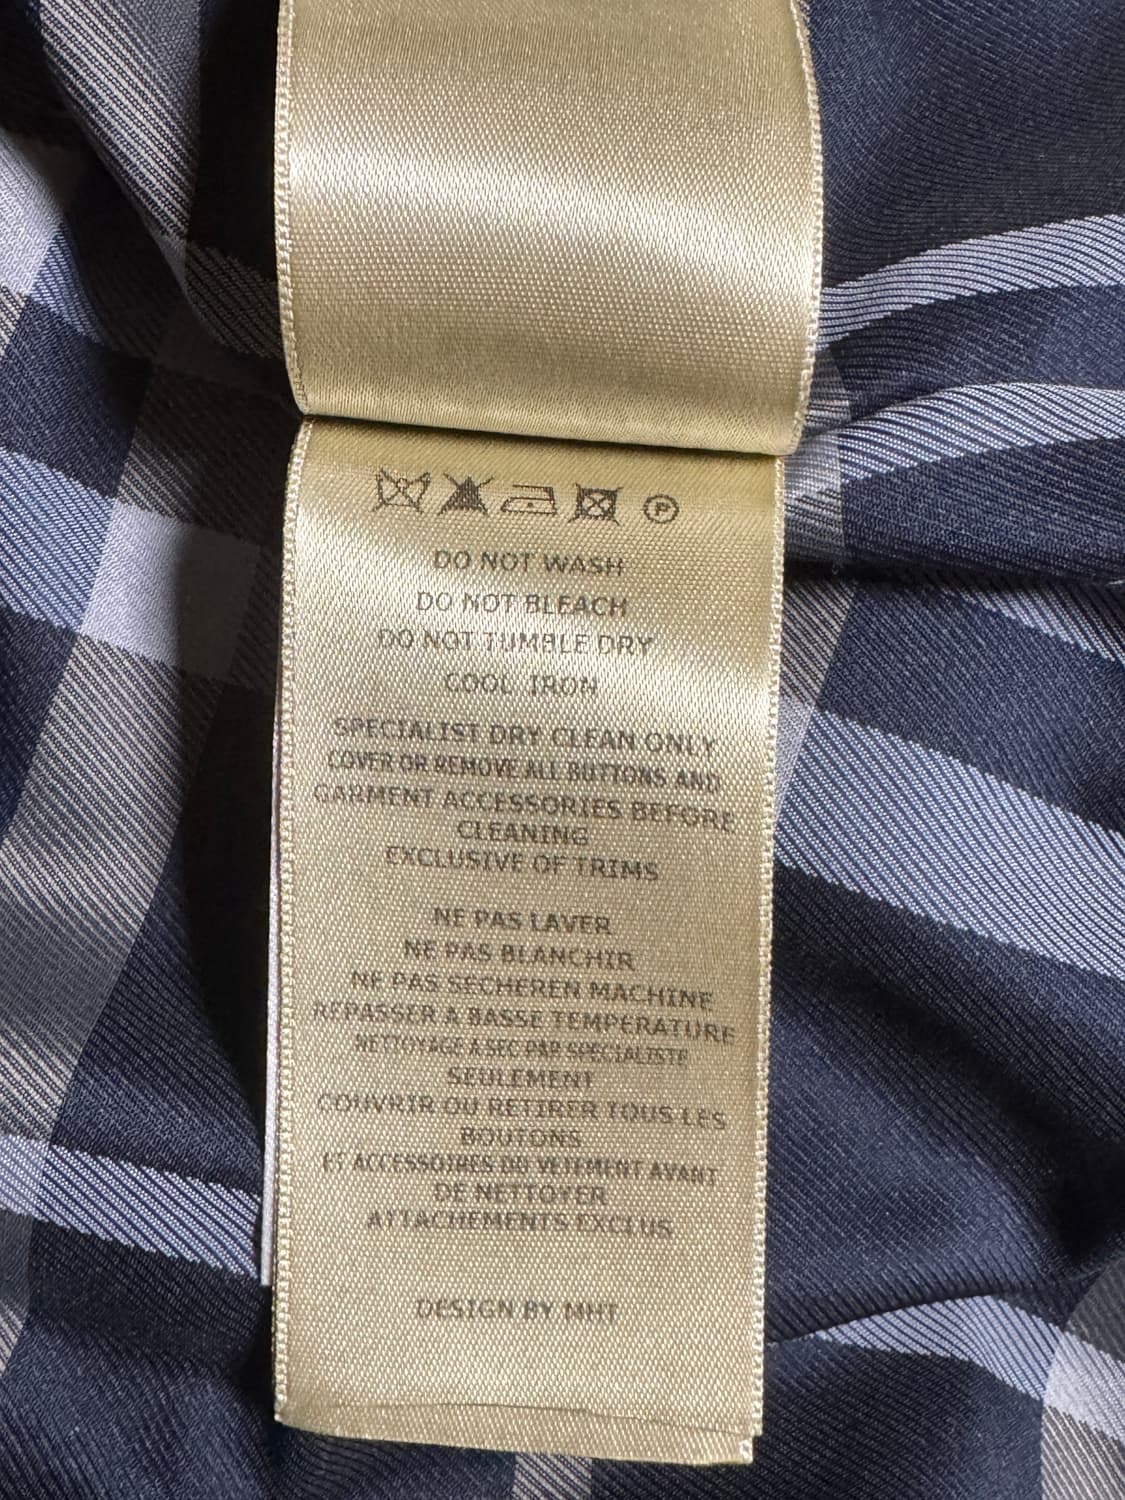 P
DO NOT WASH
DO NOT BLEACH
DO NOT TUMBLE DRY
COOL IRON
SPECIALIST DRY CLEAN ONLY
COVER OR REMOVE ALL BUTTONS AND
GARMENT ACCESSORIES BEFORE
CLEANING
EXCLUSIVE OF TRIMS
NE PAS LAVER
NE PAS BLANCHIR
NE PAS SECHEREN MACHINE
REPASSER A BASSE TEMPERATURE
NETTOYAGE A SEC PAR SPECIALISTE
SEULEMENT
COUVRIR OU RETIRER TOUS LES
BOUTONS
ET ACCESSOIRES DU VETEMENT AVANT
DE NETTOYER
ATTACHEMENTS EXCLUS
DESIGN BY MHT